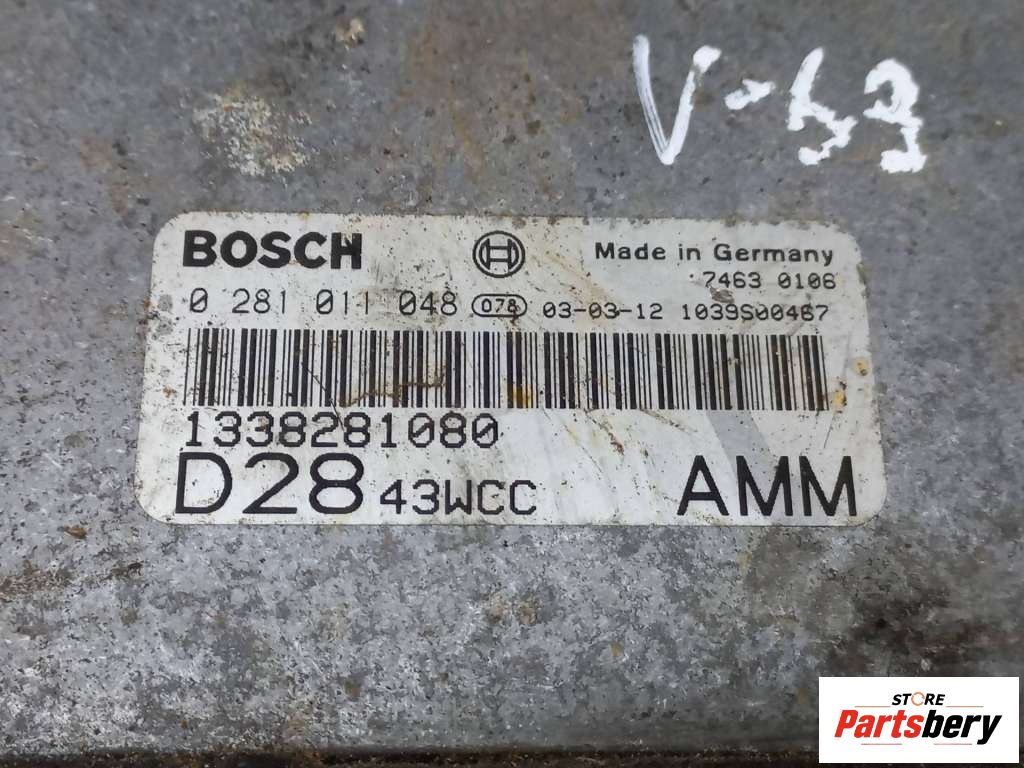 V-53
BOSCH Made in Germany
7463 0106
0 281 011 048 078 03-03-12 1039S00467
1338281080
D28 43WCC AMM
STORE
Partsbery